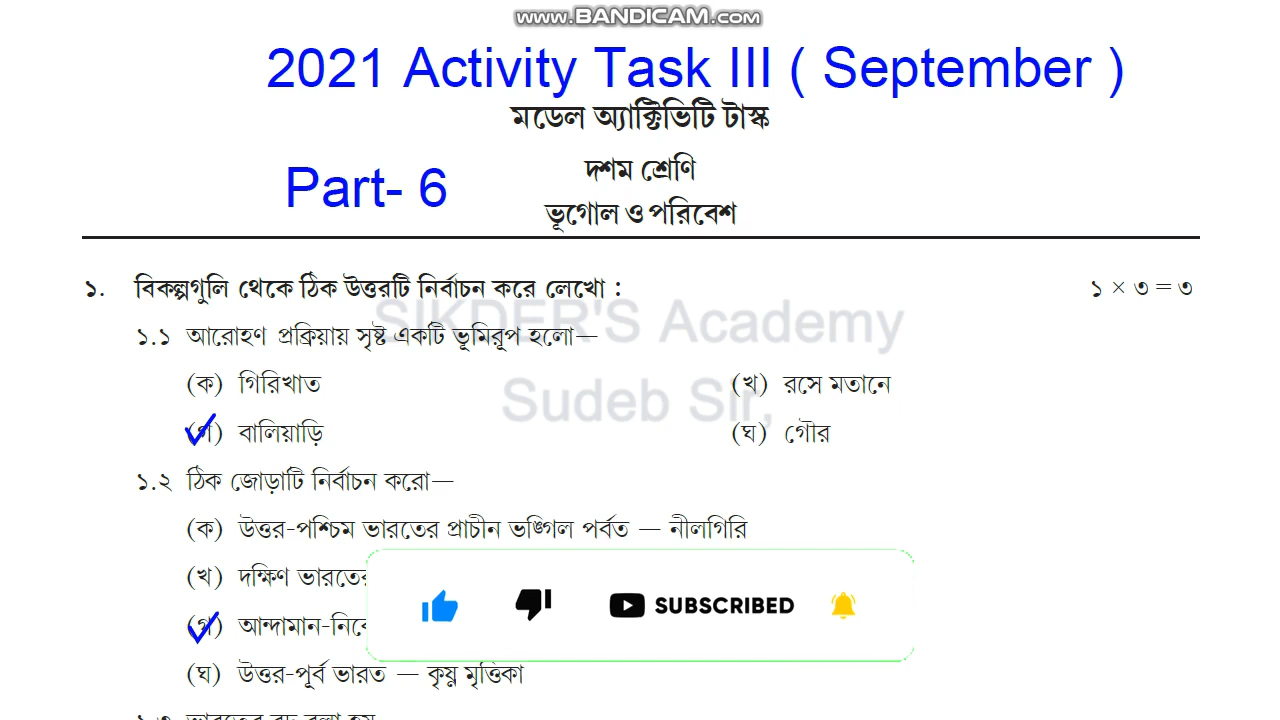 www.BANDICAM.com
2021 Activity Task III ( September )
মডেল অ্যাক্টিভিটি টাস্ক
Part- 6
দশম শ্রেণি
ভূগোল ও পরিবেশ
১. বিকল্পগুলি থেকে ঠিক উত্তরটি নির্বাচন করে লেখো : ১ × ৩ = ৩
SIKDER'S Academy
১.১ আরোহণ প্রক্রিয়ায় সৃষ্ট একটি ভূমিরূপ হলো—
(ক) গিরিখাত (খ) রসে মতানে
Sudeb Sir,
(গ) বালিয়াড়ি (ঘ) গৌর
১.২ ঠিক জোড়াটি নির্বাচন করো—
(ক) উত্তর-পশ্চিম ভারতের প্রাচীন ভঙ্গিল পর্বত — নীলগিরি
(খ) দক্ষিণ
SUBSCRIBED
(গ)
(ঘ) উত্তর-পূর্ব ভারত — কৃষ্ণ মৃত্তিকা